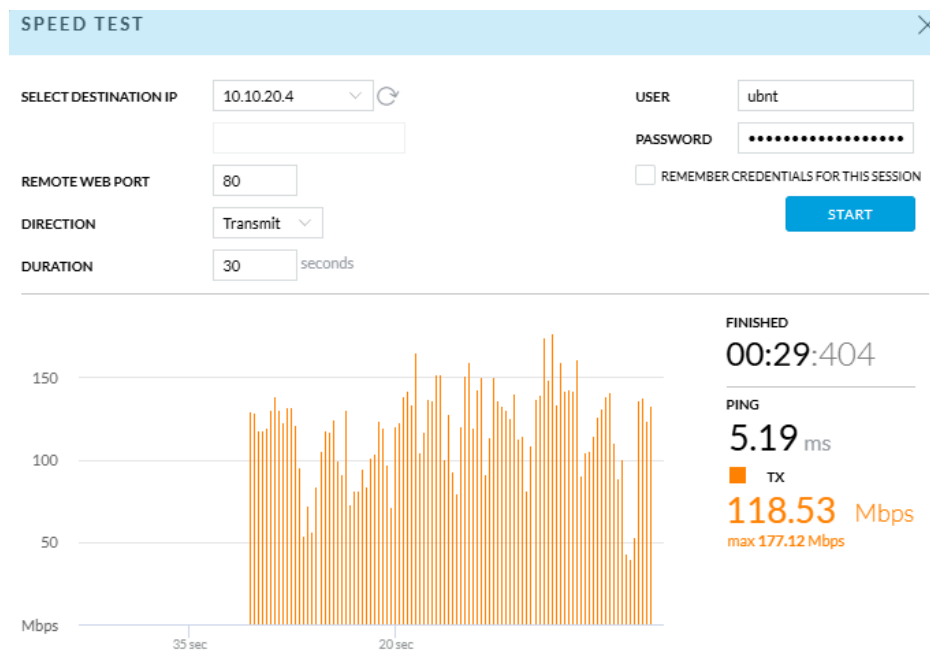 SPEED TEST
SELECT DESTINATION IP 10.10.20.4
USER ubnt
PASSWORD ••••••••••••••••••
REMOTE WEB PORT 80
REMEMBER CREDENTIALS FOR THIS SESSION
DIRECTION Transmit
START
DURATION 30 seconds
FINISHED
00:29:404
PING
5.19 ms
TX
118.53 Mbps
max 177.12 Mbps
150
100
50
Mbps
35 sec 20 sec